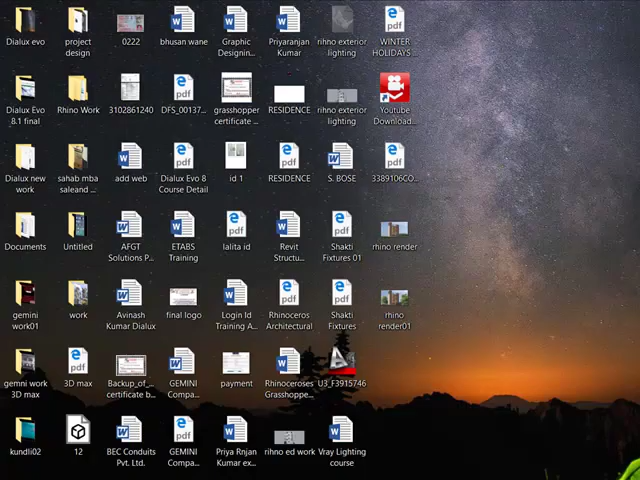 Dialux evo
project
design
0222
bhusan wane
Graphic
Designin...
Priyaranjan
Kumar
rihno exterior
lighting
WINTER
HOLIDAYS...
Dialux Evo
8.1 final
Rhino Work
3102861240
DFS_00137...
grasshopper
certificate ...
RESIDENCE
rihno exterior
lighting
Youtube
Download...
Dialux new
work
sahab mba
saleand ...
add web
Dialux Evo 8
Course Detail
id 1
RESIDENCE
S. BOSE
3389106CO...
Documents
Untitled
AFGT
Solutions P...
ETABS
Training
lalita id
Revit
Structu...
Shakti
Fixtures 01
rhino render
gemini
work01
work
Avinash
Kumar Dialux
final logo
Login Id
Training A...
Rhinoceros
Architectural
Shakti
Fixtures
rhino
render01
gemni work
3D max
3D max
Backup_of_...
certificate b...
GEMINI
Compa...
payment
Rhinoceroses
Grasshoppe...
U3_F3915746
kundli02
12
BEC Conduits
Pvt. Ltd.
GEMINI
Compa...
Priya Rnjan
Kumar ex...
rihno ed work
Vray Lighting
course